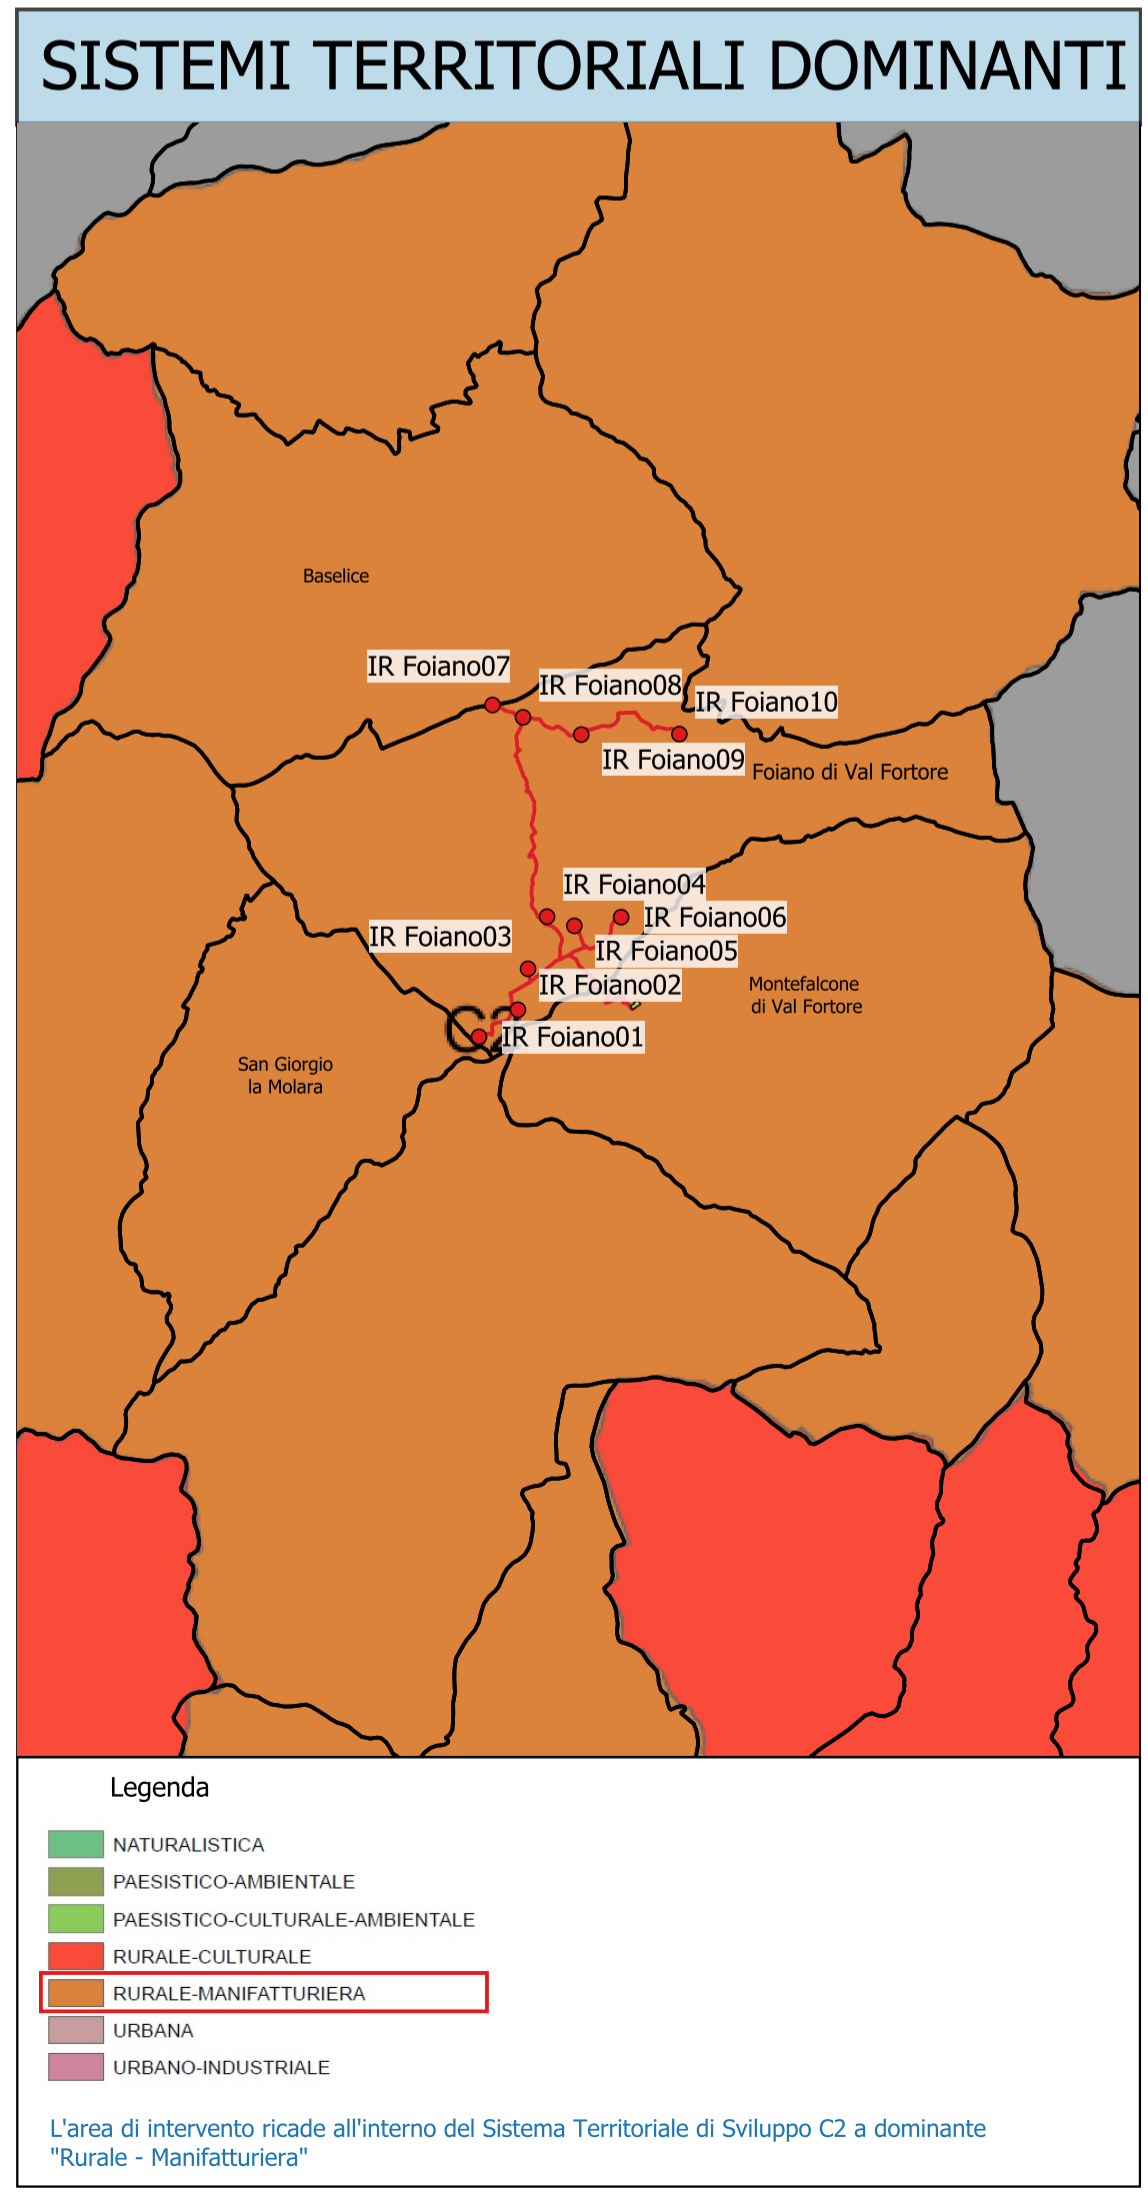 SISTEMI TERRITORIALI DOMINANTI
Baselice
IR Foiano07
IR Foiano08
IR Foiano10
IR Foiano09
Foiano di Val Fortore
IR Foiano04
IR Foiano06
IR Foiano03
IR Foiano05
IR Foiano02
Montefalcone
di Val Fortore
C2
IR Foiano01
San Giorgio
la Molara
Legenda
NATURALISTICA
PAESISTICO-AMBIENTALE
PAESISTICO-CULTURALE-AMBIENTALE
RURALE-CULTURALE
RURALE-MANIFATTURIERA
URBANA
URBANO-INDUSTRIALE
L'area di intervento ricade all'interno del Sistema Territoriale di Sviluppo C2 a dominante
"Rurale - Manifatturiera"